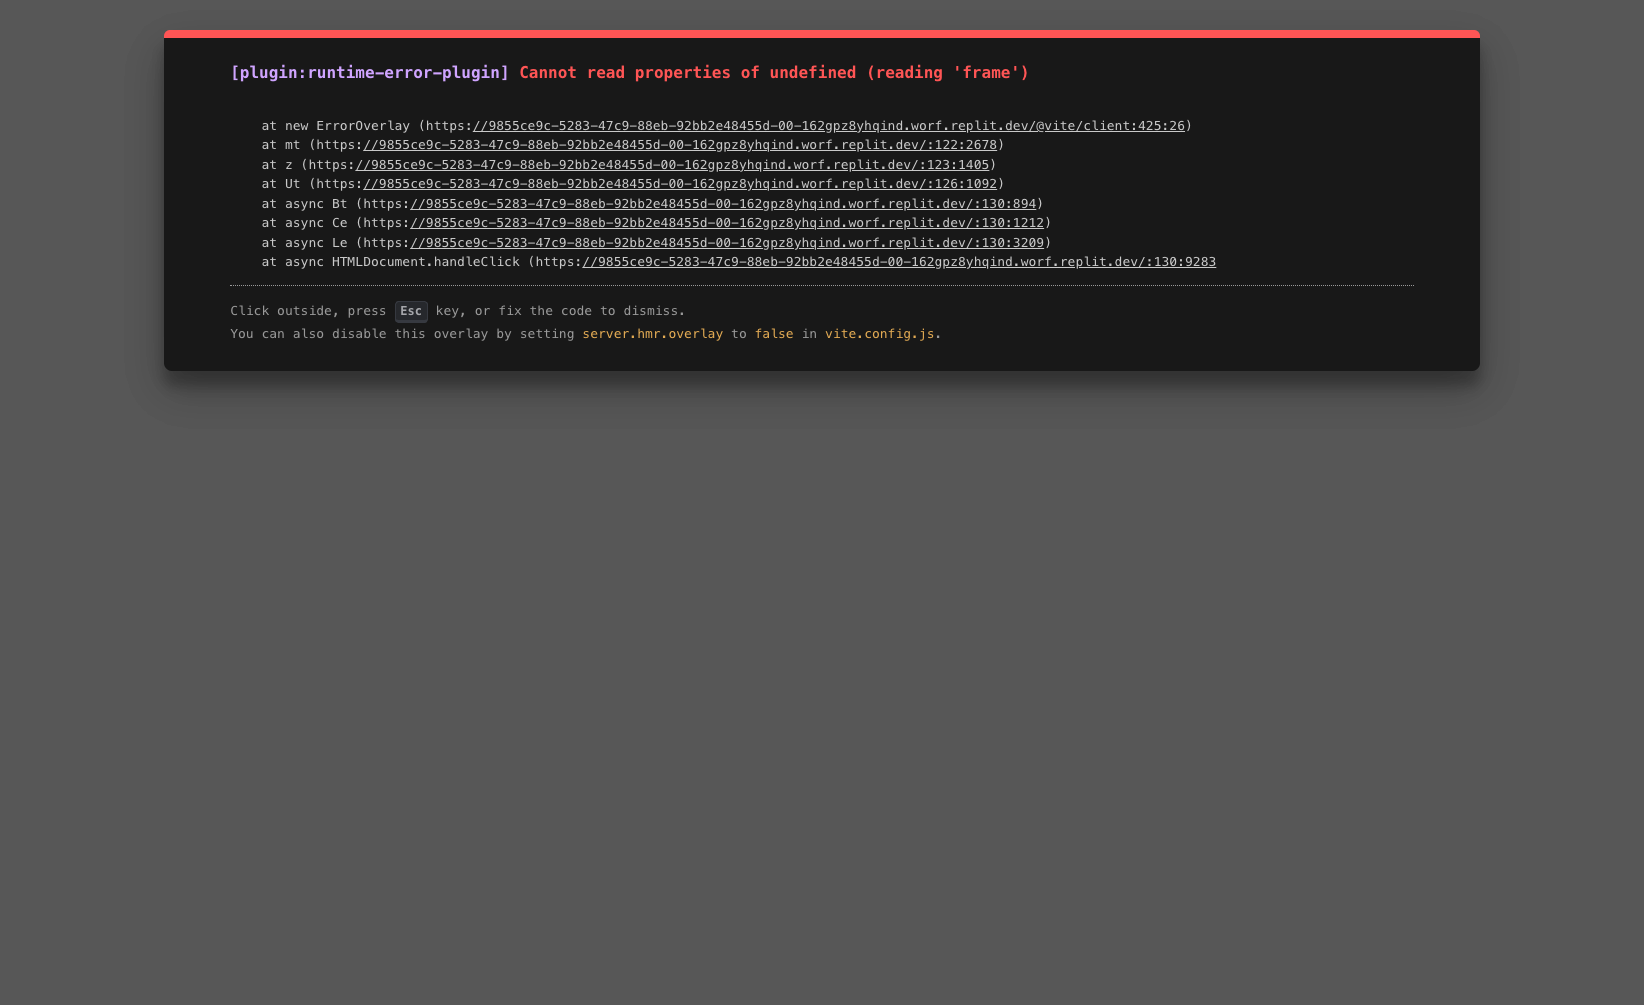 [plugin:runtime-error-plugin] Cannot read properties of undefined (reading 'frame')
at new ErrorOverlay (https://9855ce9c-5283-47c9-88eb-92bb2e48455d-00-162gpz8yhqind.worf.replit.dev/@vite/client:425:26)
at mt (https://9855ce9c-5283-47c9-88eb-92bb2e48455d-00-162gpz8yhqind.worf.replit.dev/:122:2678)
at z (https://9855ce9c-5283-47c9-88eb-92bb2e48455d-00-162gpz8yhqind.worf.replit.dev/:123:1405)
at Ut (https://9855ce9c-5283-47c9-88eb-92bb2e48455d-00-162gpz8yhqind.worf.replit.dev/:126:1092)
at async Bt (https://9855ce9c-5283-47c9-88eb-92bb2e48455d-00-162gpz8yhqind.worf.replit.dev/:130:894)
at async Ce (https://9855ce9c-5283-47c9-88eb-92bb2e48455d-00-162gpz8yhqind.worf.replit.dev/:130:1212)
at async Le (https://9855ce9c-5283-47c9-88eb-92bb2e48455d-00-162gpz8yhqind.worf.replit.dev/:130:3209)
at async HTMLDocument.handleClick (https://9855ce9c-5283-47c9-88eb-92bb2e48455d-00-162gpz8yhqind.worf.replit.dev/:130:9283
Click outside, press Esc key, or fix the code to dismiss.
You can also disable this overlay by setting server.hmr.overlay to false in vite.config.js.